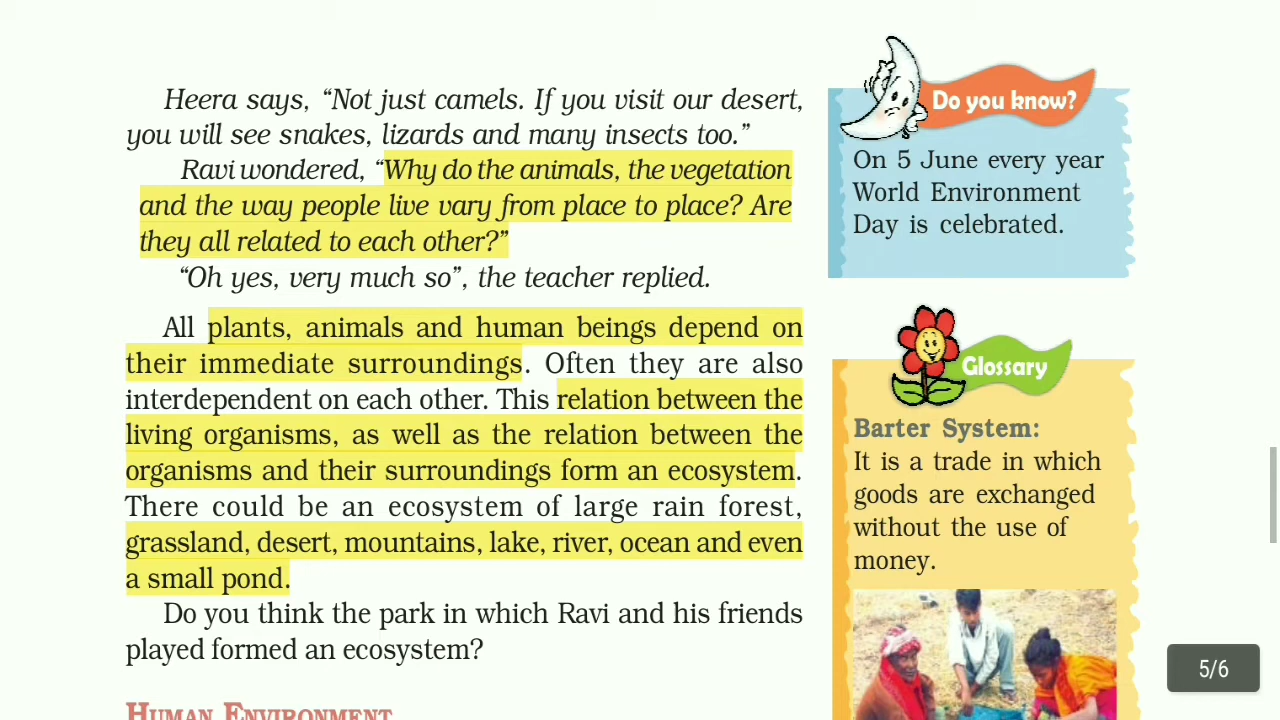 Heera says, “Not just camels. If you visit our desert,
you will see snakes, lizards and many insects too.”
Ravi wondered, “Why do the animals, the vegetation
and the way people live vary from place to place? Are
they all related to each other?”
“Oh yes, very much so”, the teacher replied.
All plants, animals and human beings depend on
their immediate surroundings. Often they are also
interdependent on each other. This relation between the
living organisms, as well as the relation between the
organisms and their surroundings form an ecosystem.
There could be an ecosystem of large rain forest,
grassland, desert, mountains, lake, river, ocean and even
a small pond.
Do you think the park in which Ravi and his friends
played formed an ecosystem?
HUMAN ENVIRONMENT
Do you know?
On 5 June every year
World Environment
Day is celebrated.
Glossary
Barter System:
It is a trade in which
goods are exchanged
without the use of
money.
5/6